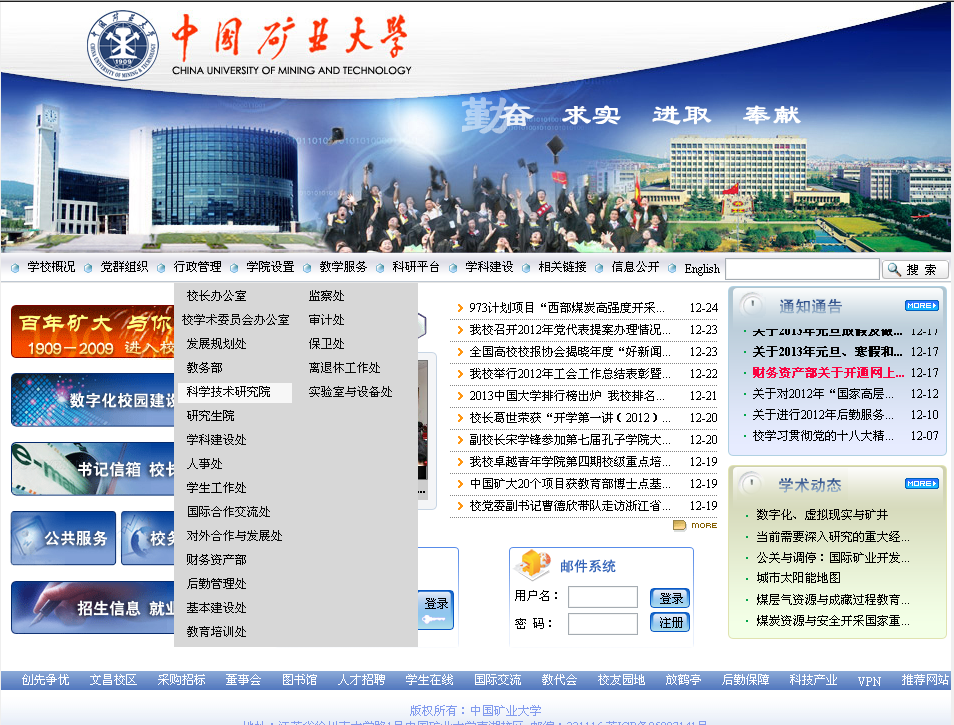 中国矿业大学
CHINA UNIVERSITY OF MINING AND TECHNOLOGY
勤奋 求实 进取 奉献
学校概况 党群组织 行政管理 学院设置 教学服务 科研平台 学科建设 相关链接 信息公开 English 搜 索
百年矿大 与你
1909－2009 进入校
数字化校园建设
书记信箱 校长
公共服务 校务
招生信息 就业
校长办公室 监察处
校学术委员会办公室 审计处
发展规划处 保卫处
教务部 离退休工作处
科学技术研究院 实验室与设备处
研究生院
学科建设处
人事处
学生工作处
国际合作交流处
对外合作与发展处
财务资产部
后勤管理处
基本建设处
教育培训处
登录
973计划项目“西部煤炭高强度开采... 12-24
我校召开2012年党代表提案办理情况... 12-23
全国高校校报协会揭晓年度“好新闻... 12-23
我校举行2012年工会工作总结表彰暨... 12-22
2013中国大学排行榜出炉 我校排名... 12-21
校长葛世荣获“开学第一讲（2012）... 12-20
副校长宋学锋参加第七届孔子学院大... 12-20
我校卓越青年学院第四期校级重点培... 12-19
中国矿大20个项目获教育部博士点基... 12-19
校党委副书记曹德欣带队走访浙江省... 12-19
MORE
邮件系统
用户名： 登录
密 码： 注册
通知通告 MORE
关于2013年元旦放假及做... 12-17
关于2013年元旦、寒假和... 12-17
财务资产部关于开通网上... 12-17
关于对2012年“国家高层... 12-12
关于进行2012年后勤服务... 12-10
校学习贯彻党的十八大精... 12-07
学术动态 MORE
数字化、虚拟现实与矿井
当前需要深入研究的重大经...
公关与调停：国际矿业开发...
城市太阳能地图
煤层气资源与成藏过程教育...
煤炭资源与安全开采国家重...
创先争优 文昌校区 采购招标 董事会 图书馆 人才招聘 学生在线 国际交流 教代会 校友园地 放鹤亭 后勤保障 科技产业 VPN 推荐网站
版权所有：中国矿业大学